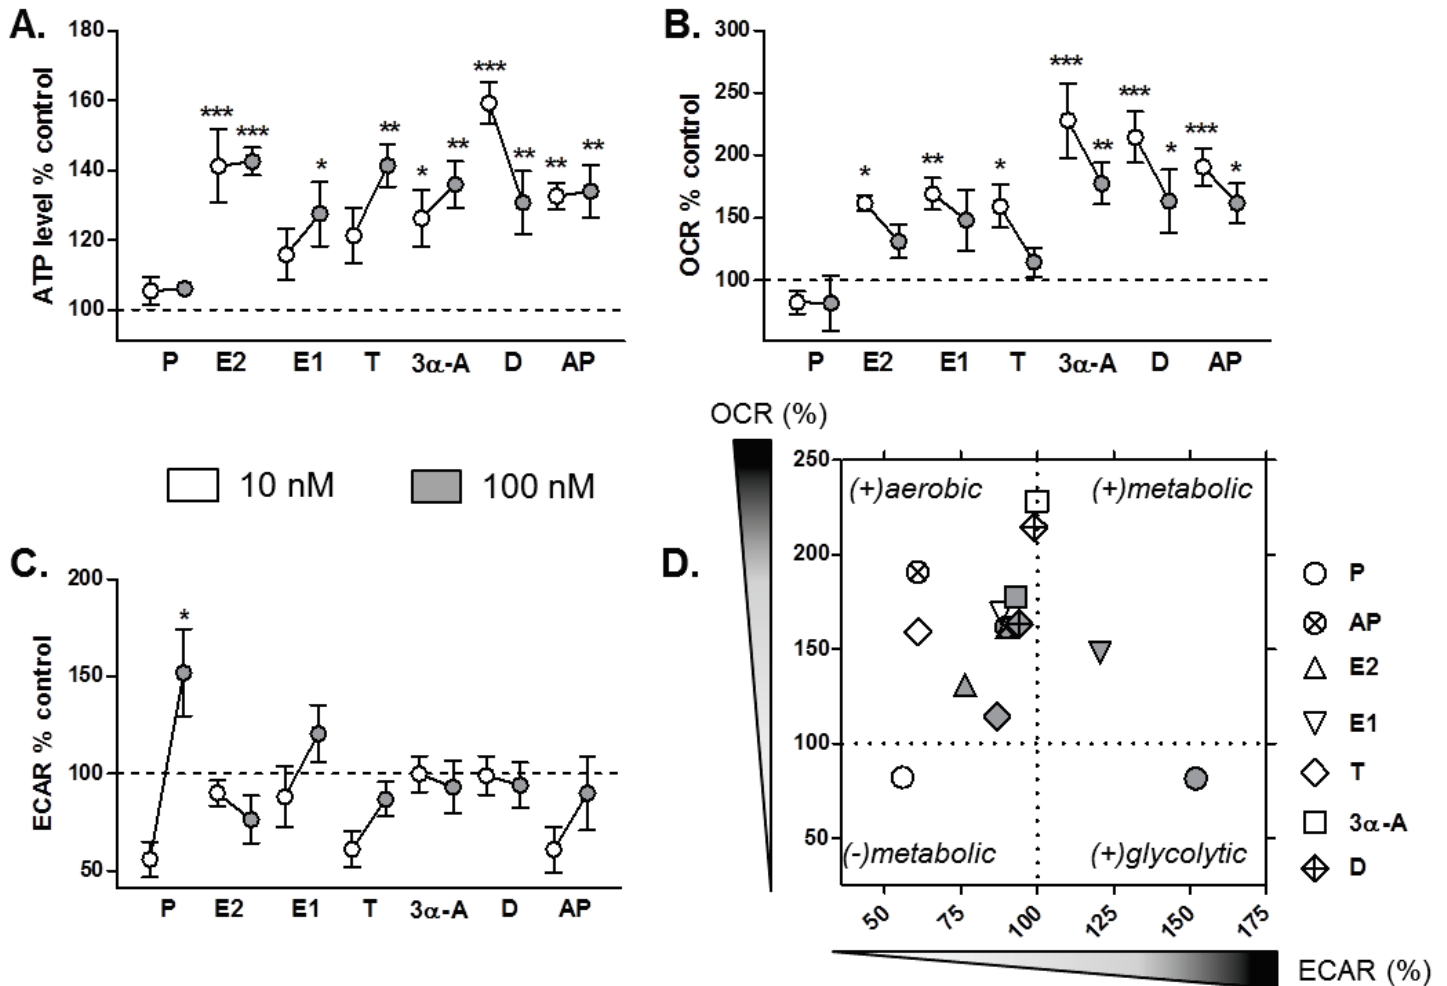 A.
ATP level % control
180
160
140
120
100
***
***
*
**
*
**
***
**
**
**
P E2 E1 T 3α-A D AP
B.
OCR % control
300
250
200
150
100
*
**
*
***
**
***
*
***
*
P E2 E1 T 3α-A D AP
10 nM
100 nM
C.
ECAR % control
200
150
100
50
*
P E2 E1 T 3α-A D AP
D.
OCR (%)
250
200
150
100
50
(+)aerobic
(+)metabolic
(-)metabolic
(+)glycolytic
50 75 100 125 150 175
ECAR (%)
P
AP
E2
E1
T
3α-A
D